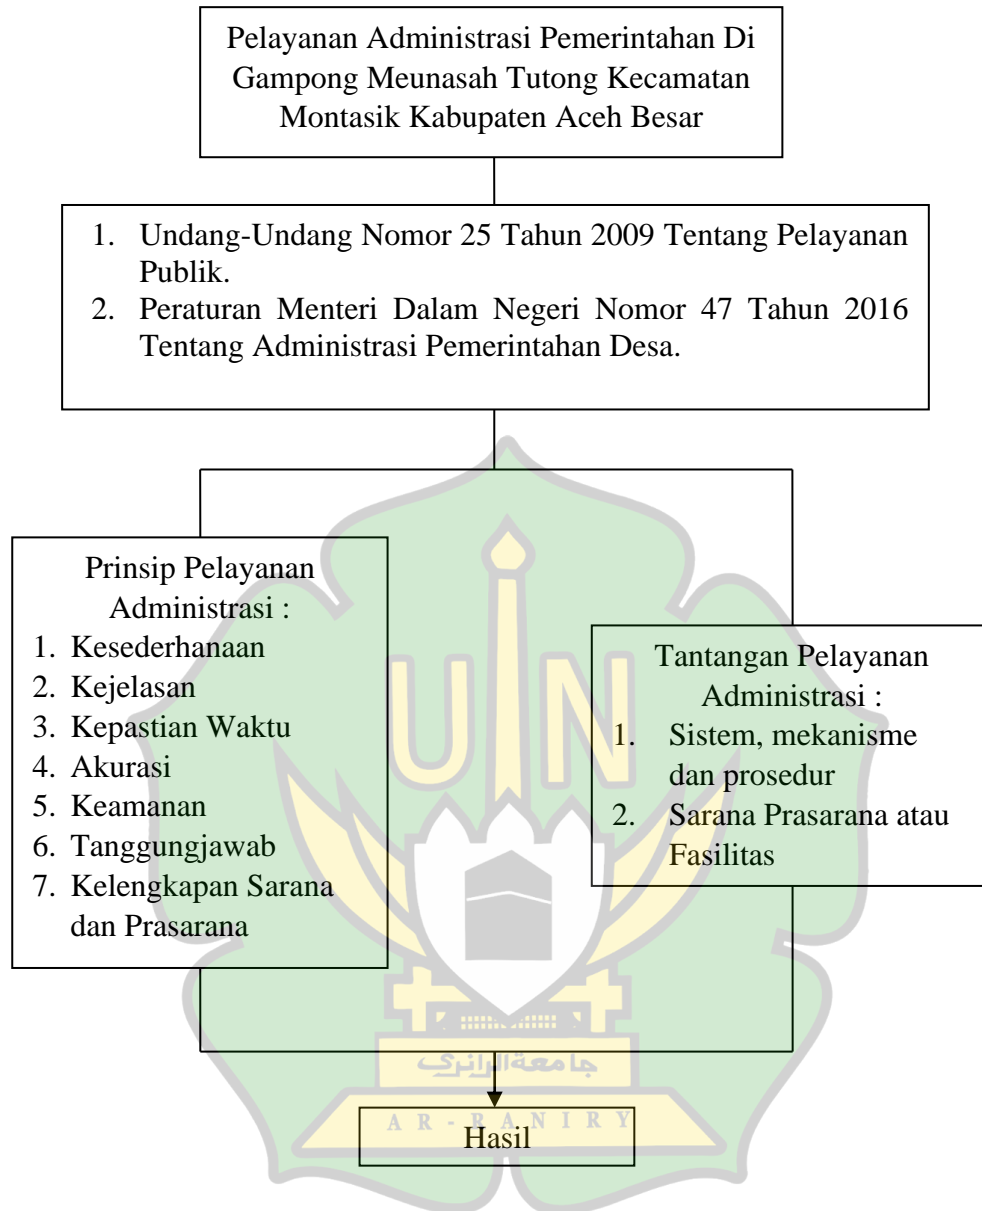 Pelayanan Administrasi Pemerintahan Di
Gampong Meunasah Tutong Kecamatan
Montasik Kabupaten Aceh Besar
1. Undang-Undang Nomor 25 Tahun 2009 Tentang Pelayanan
Publik.
2. Peraturan Menteri Dalam Negeri Nomor 47 Tahun 2016
Tentang Administrasi Pemerintahan Desa.
Prinsip Pelayanan
Administrasi :
1. Kesederhanaan
2. Kejelasan
3. Kepastian Waktu
4. Akurasi
5. Keamanan
6. Tanggungjawab
7. Kelengkapan Sarana
dan Prasarana
Tantangan Pelayanan
Administrasi :
1. Sistem, mekanisme
dan prosedur
2. Sarana Prasarana atau
Fasilitas
UIN
جامعة الرانري
AR-RANIRY
Hasil